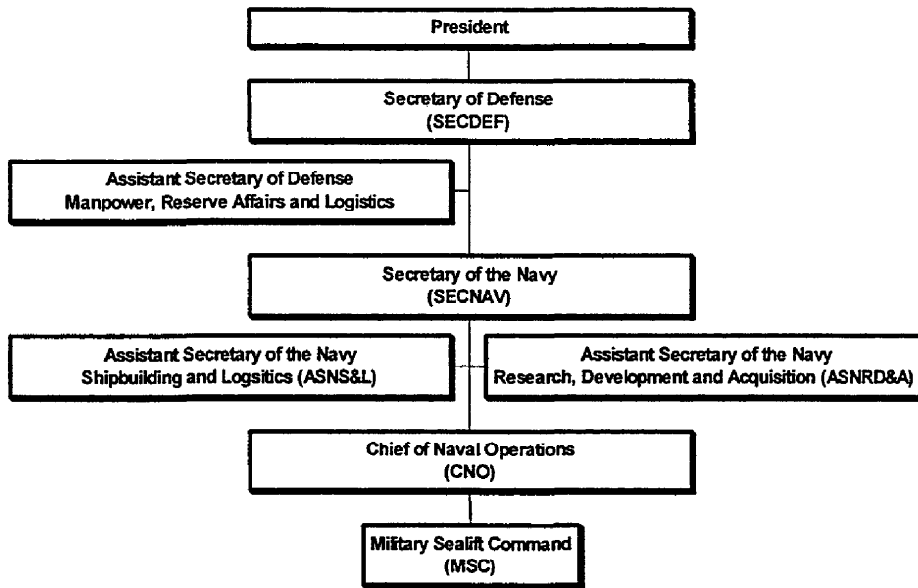 President
Secretary of Defense
(SECDEF)
Assistant Secretary of Defense
Manpower, Reserve Affairs and Logistics
Secretary of the Navy
(SECNAV)
Assistant Secretary of the Navy
Shipbuilding and Logsitics (ASNS&L)
Assistant Secretary of the Navy
Research, Development and Acquisition (ASNRD&A)
Chief of Naval Operations
(CNO)
Military Sealift Command
(MSC)